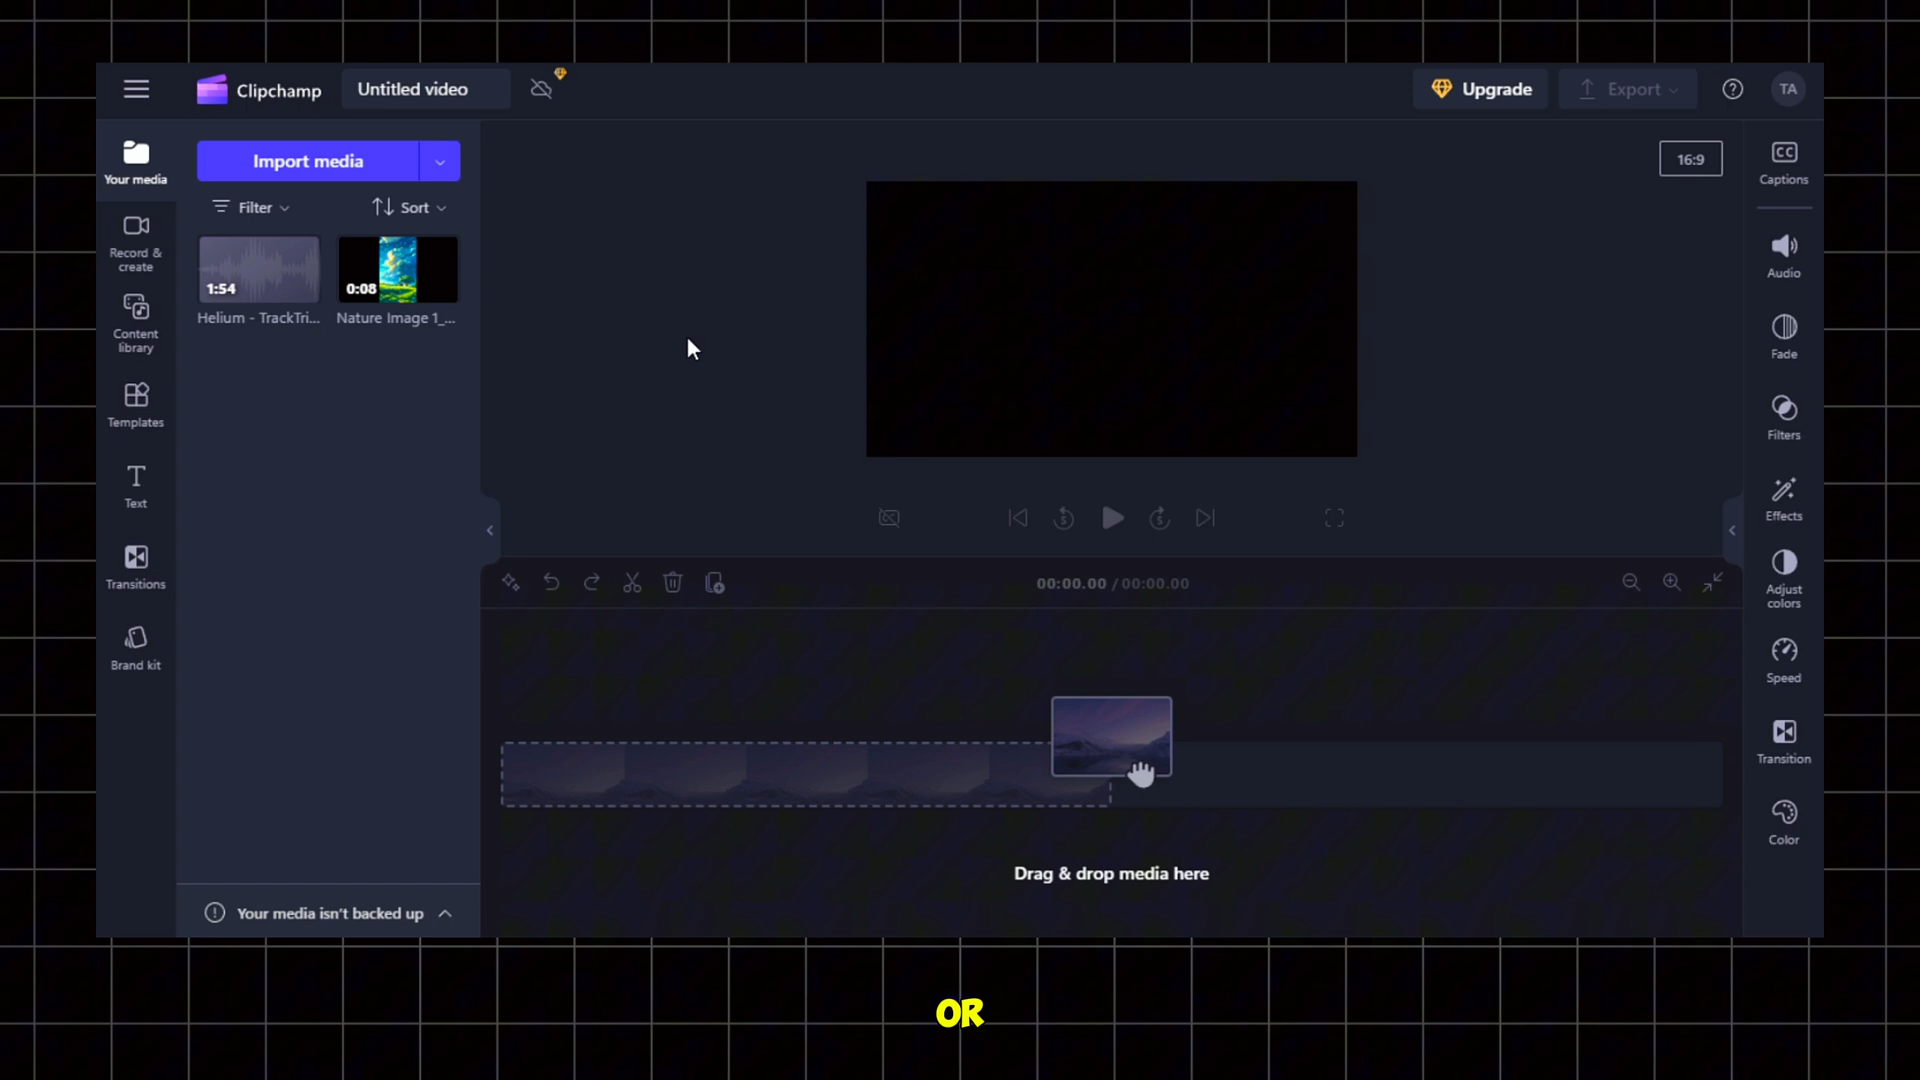 Clipchamp
Untitled video
Upgrade
Export
TA
Your media
Import media
Filter
Sort
1:54
0:08
Helium - TrackTri...
Nature Image 1_...
Record &
create
Content
library
Templates
Text
Transitions
Brand kit
Your media isn't backed up
16:9
5
5
00:00.00 / 00:00.00
Drag & drop media here
CC
Captions
Audio
Fade
Filters
Effects
Adjust
colors
Speed
Transition
Color
OR